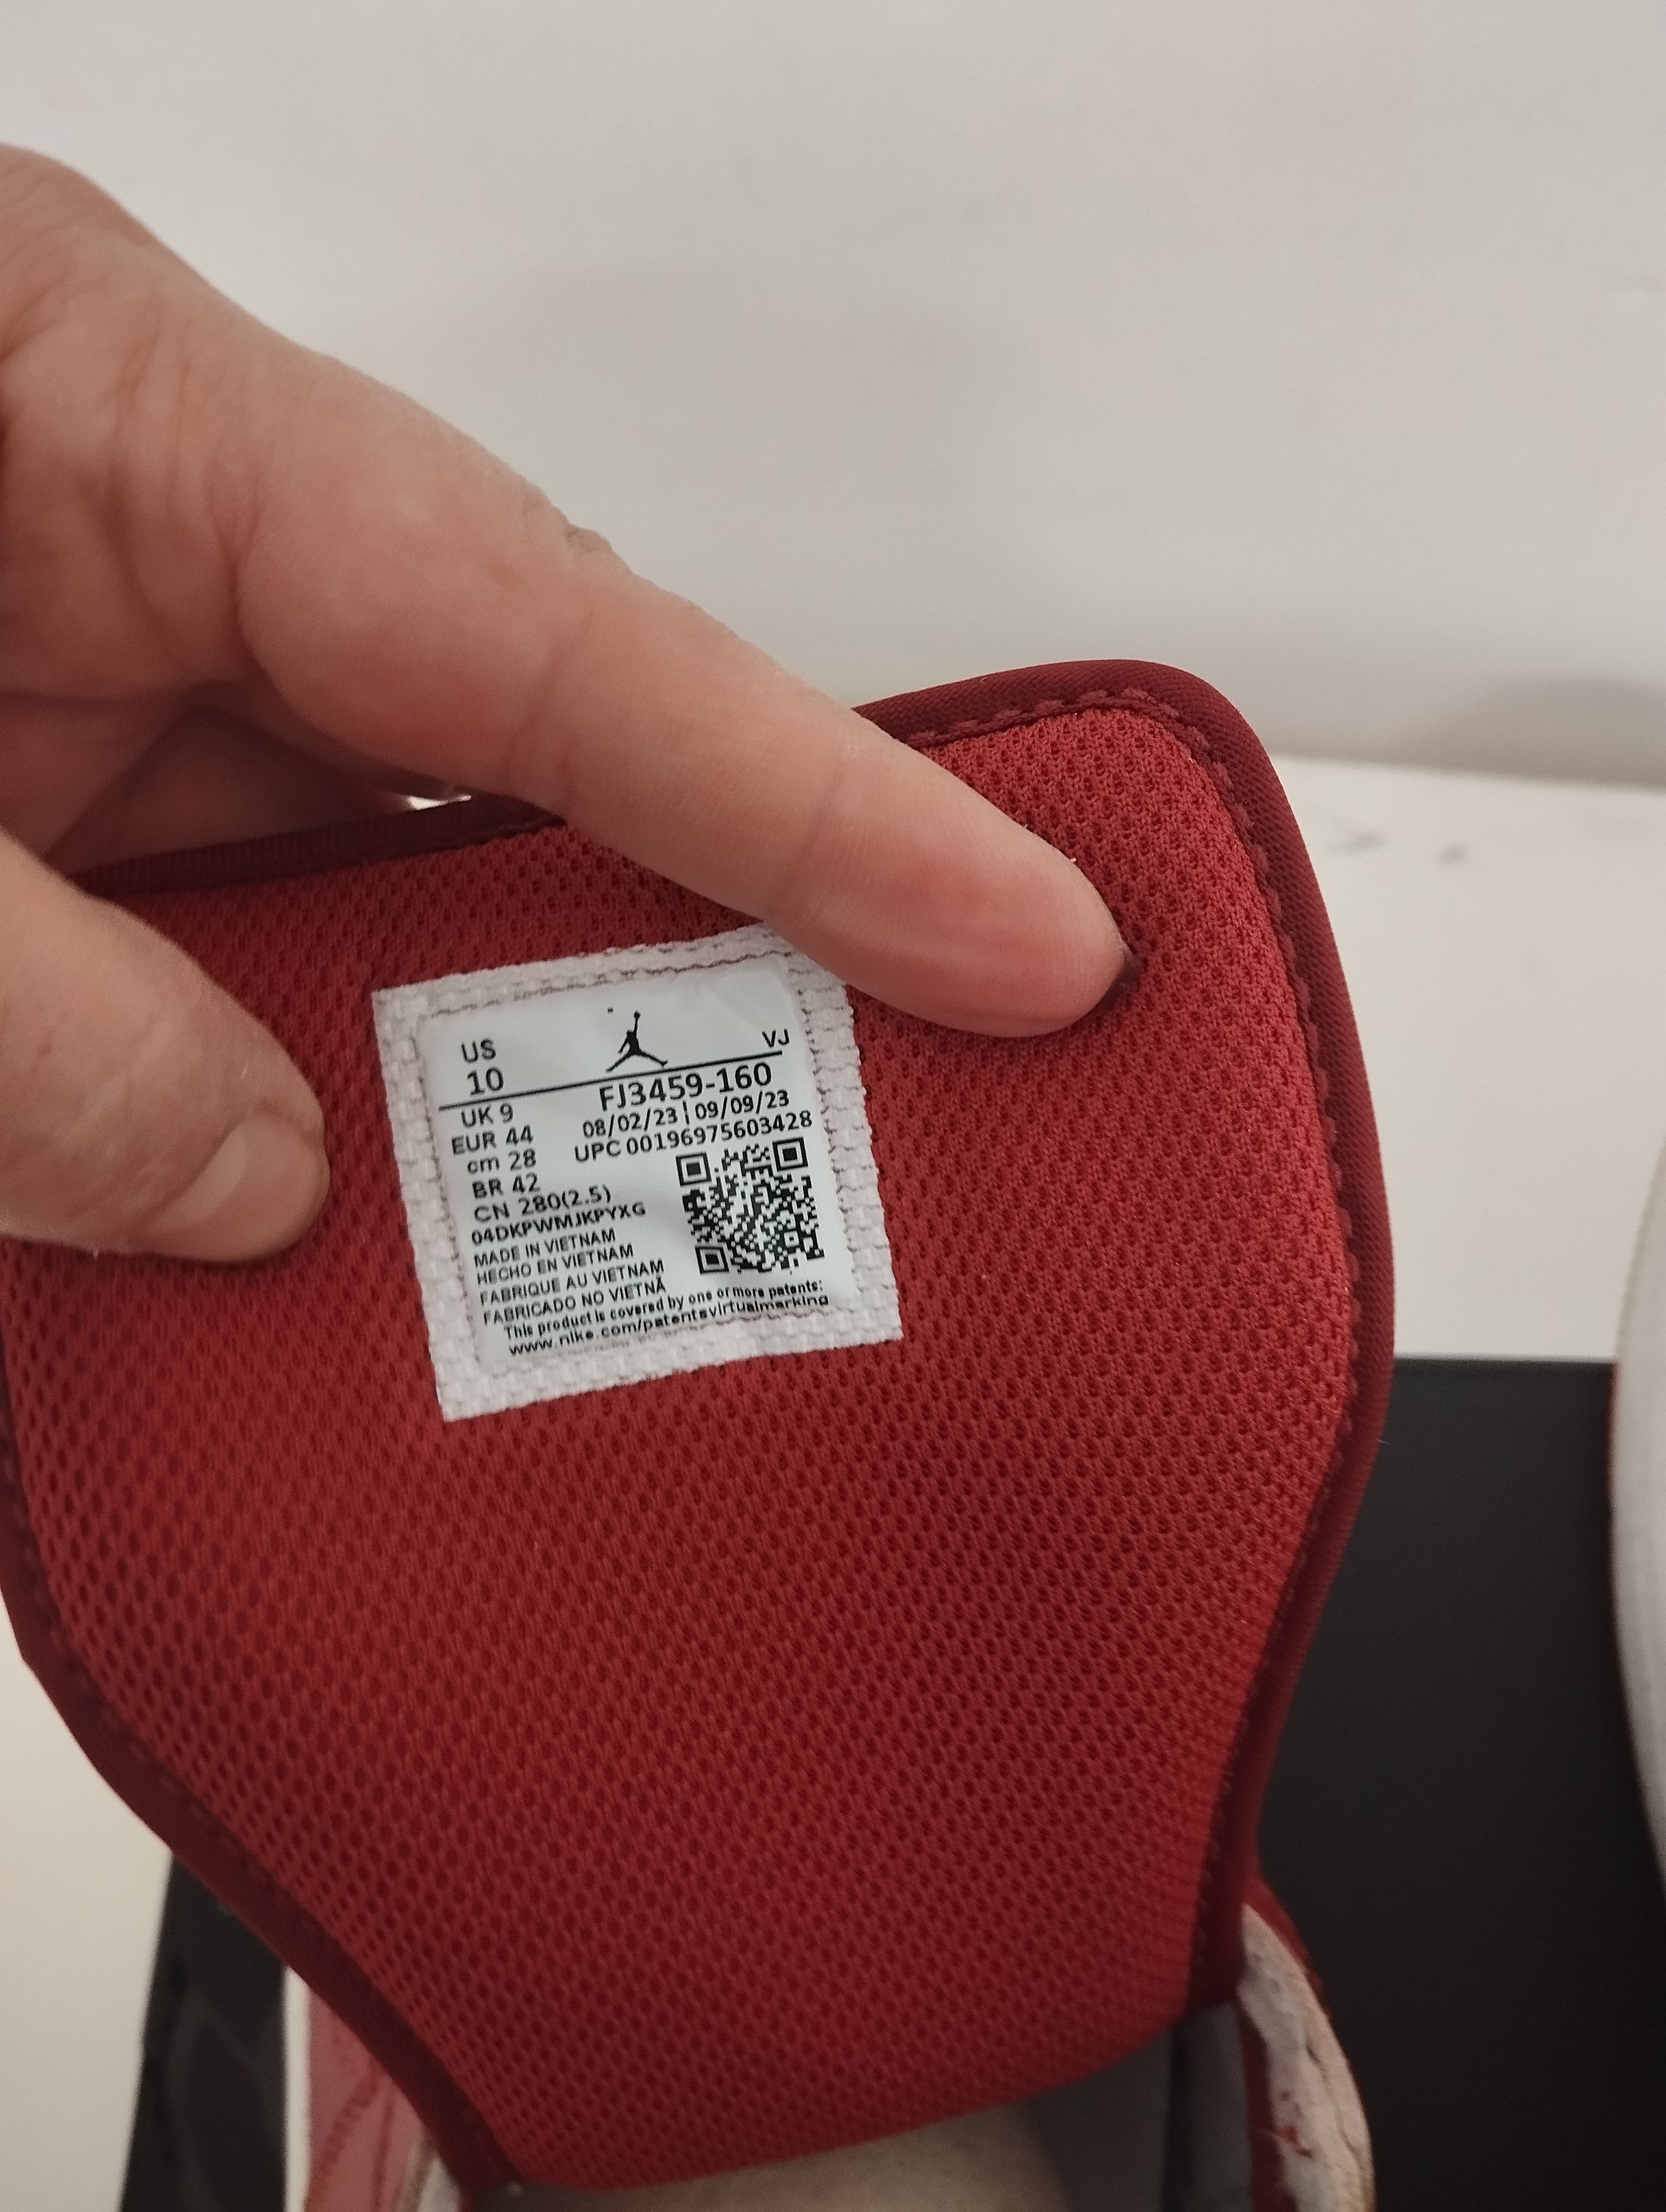 US
10
VJ
FJ3459-160
UK 9
08/02/23 | 09/09/23
EUR 44
UPC 00196975603428
cm 28
BR 42
CN 280(2.5)
04DKPWMJKPYXG
MADE IN VIETNAM
HECHO EN VIETNAM
FABRIQUE AU VIETNAM
FABRICADO NO VIETNÃ
This product is covered by one or more patents:
www.nike.com/patentsvirtualmarking